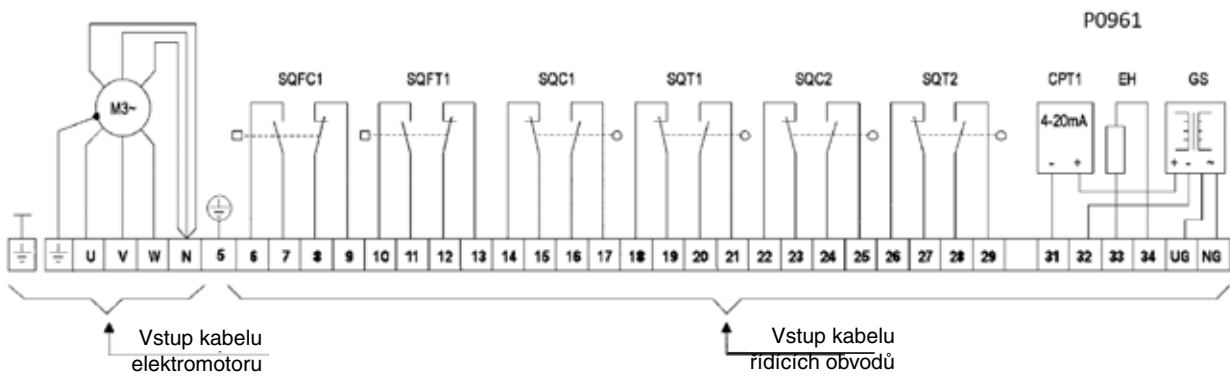 P0961
SQFC1 SQFT1 SQC1 SQT1 SQC2 SQT2 CPT1 EH GS
M3~
4-20mA
- + + - ~
U V W N 5 6 7 8 9 10 11 12 13 14 15 16 17 18 19 20 21 22 23 24 25 26 27 28 29 31 32 33 34 UG NG
Vstup kabelu
elektromotoru
Vstup kabelu
řídících obvodů